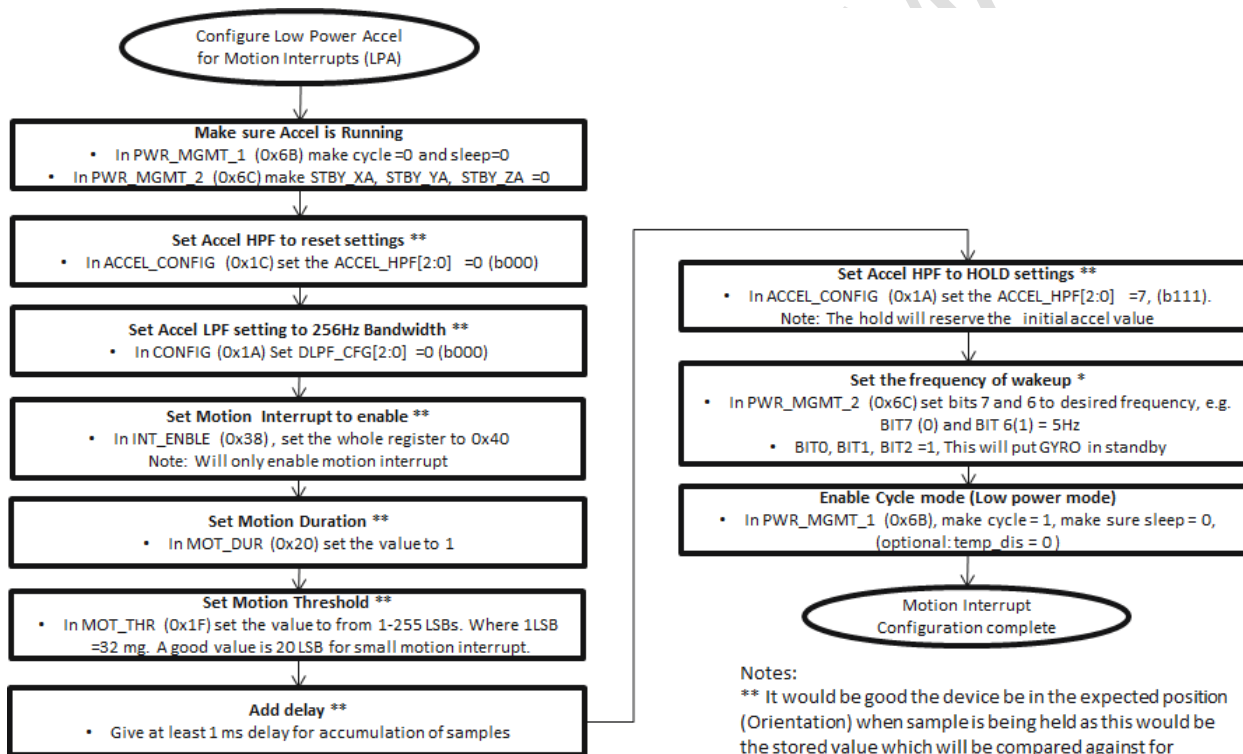 Configure Low Power Accel
for Motion Interrupts (LPA)
Make sure Accel is Running
• In PWR_MGMT_1 (0x6B) make cycle =0 and sleep=0
• In PWR_MGMT_2 (0x6C) make STBY_XA, STBY_YA, STBY_ZA =0
Set Accel HPF to reset settings **
• In ACCEL_CONFIG (0x1C) set the ACCEL_HPF[2:0] =0 (b000)
Set Accel LPF setting to 256Hz Bandwidth **
• In CONFIG (0x1A) Set DLPF_CFG[2:0] =0 (b000)
Set Motion Interrupt to enable **
• In INT_ENBLE (0x38) , set the whole register to 0x40
Note: Will only enable motion interrupt
Set Motion Duration **
• In MOT_DUR (0x20) set the value to 1
Set Motion Threshold **
• In MOT_THR (0x1F) set the value to from 1-255 LSBs. Where 1LSB
=32 mg. A good value is 20 LSB for small motion interrupt.
Add delay **
• Give at least 1 ms delay for accumulation of samples
Set Accel HPF to HOLD settings **
• In ACCEL_CONFIG (0x1A) set the ACCEL_HPF[2:0] =7, (b111).
Note: The hold will reserve the initial accel value
Set the frequency of wakeup *
• In PWR_MGMT_2 (0x6C) set bits 7 and 6 to desired frequency, e.g.
BIT7 (0) and BIT 6(1) = 5Hz
• BIT0, BIT1, BIT2 =1, This will put GYRO in standby
Enable Cycle mode (Low power mode)
• In PWR_MGMT_1 (0x6B), make cycle = 1, make sure sleep = 0,
(optional: temp_dis = 0 )
Motion Interrupt
Configuration complete
Notes:
** It would be good the device be in the expected position
(Orientation) when sample is being held as this would be
the stored value which will be compared against for